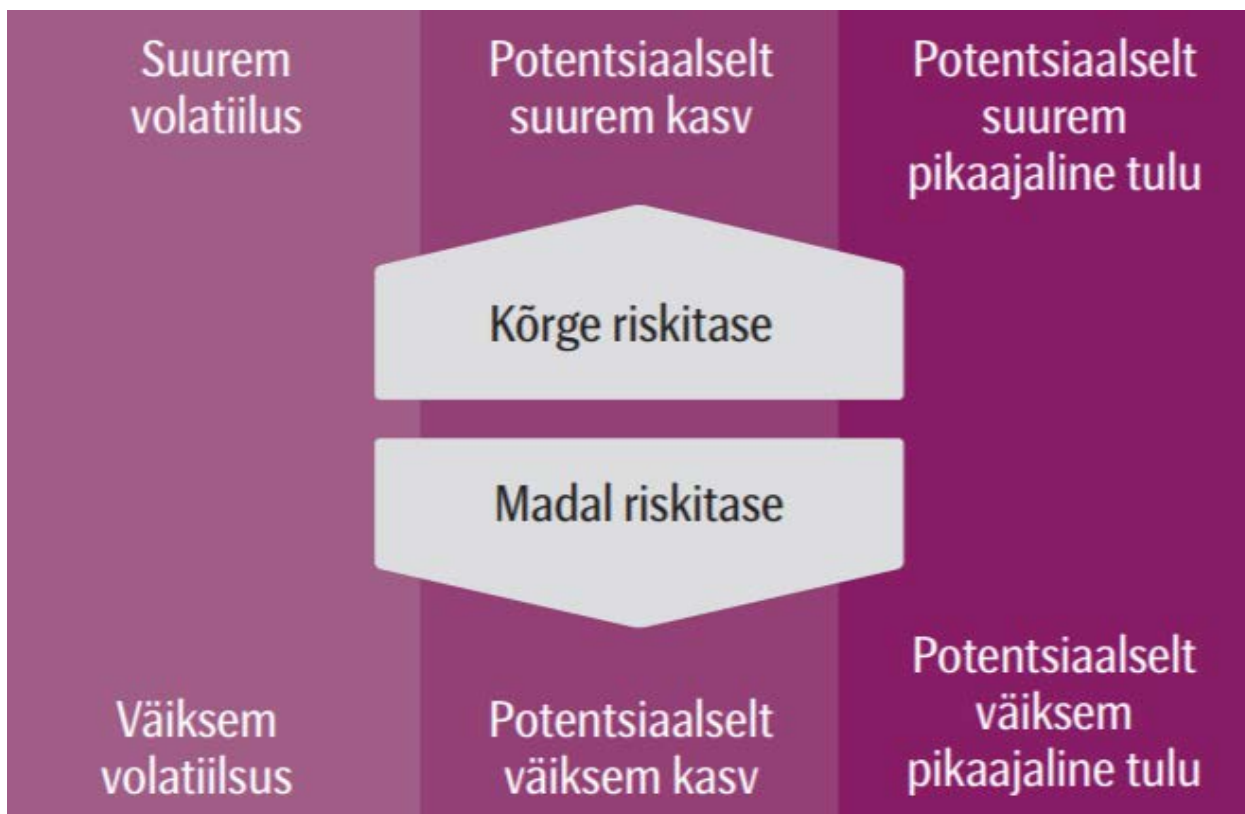 Suurem
volatiilus
Potentsiaalselt
suurem kasv
Potentsiaalselt
suurem
pikaajaline tulu
Kõrge riskitase
Madal riskitase
Väiksem
volatiilsus
Potentsiaalselt
väiksem kasv
Potentsiaalselt
väiksem
pikaajaline tulu